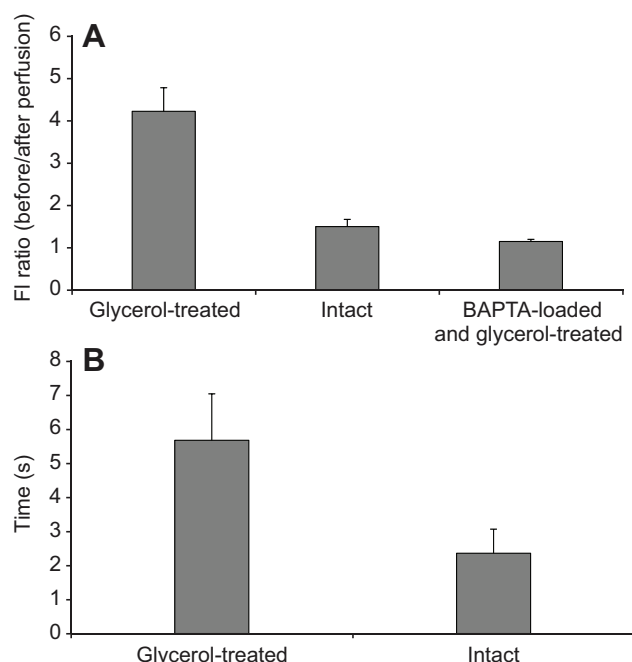 A
6
5
4
3
2
1
0
FI ratio (before/after perfusion)
Glycerol-treated Intact BAPTA-loaded
and glycerol-treated
B
8
7
6
5
4
3
2
1
0
Time (s)
Glycerol-treated Intact